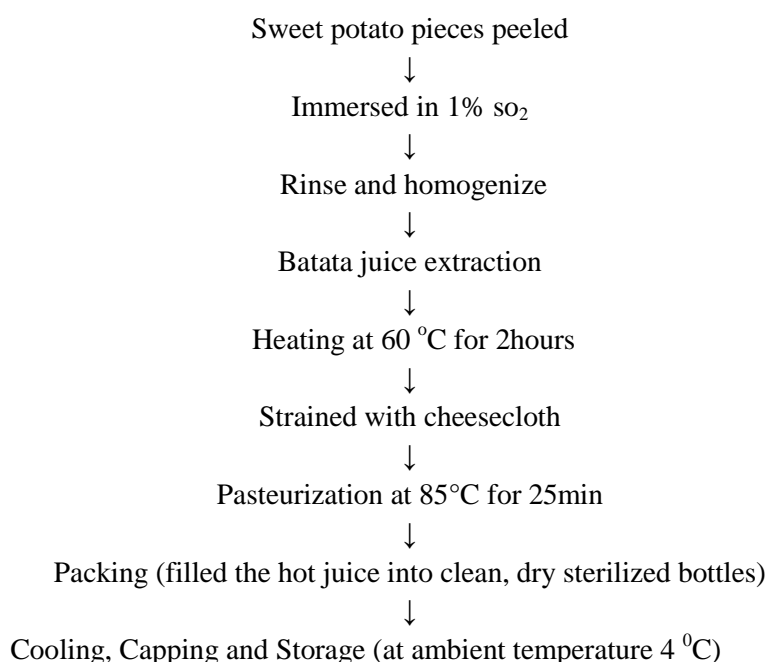 Sweet potato pieces peeled
↓
Immersed in 1% so₂
↓
Rinse and homogenize
↓
Batata juice extraction
↓
Heating at 60 ᵒC for 2hours
↓
Strained with cheesecloth
↓
Pasteurization at 85°C for 25min
↓
Packing (filled the hot juice into clean, dry sterilized bottles)
↓
Cooling, Capping and Storage (at ambient temperature 4 ⁰C)